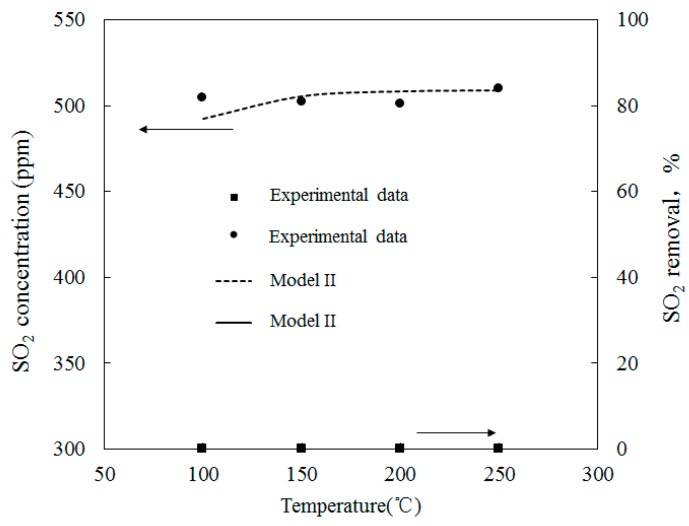 550
500
450
400
350
300
SO₂ concentration (ppm)
100
80
60
40
20
0
SO₂ removal, %
Experimental data
Experimental data
Model II
Model II
50
100
150
200
250
300
Temperature(℃)